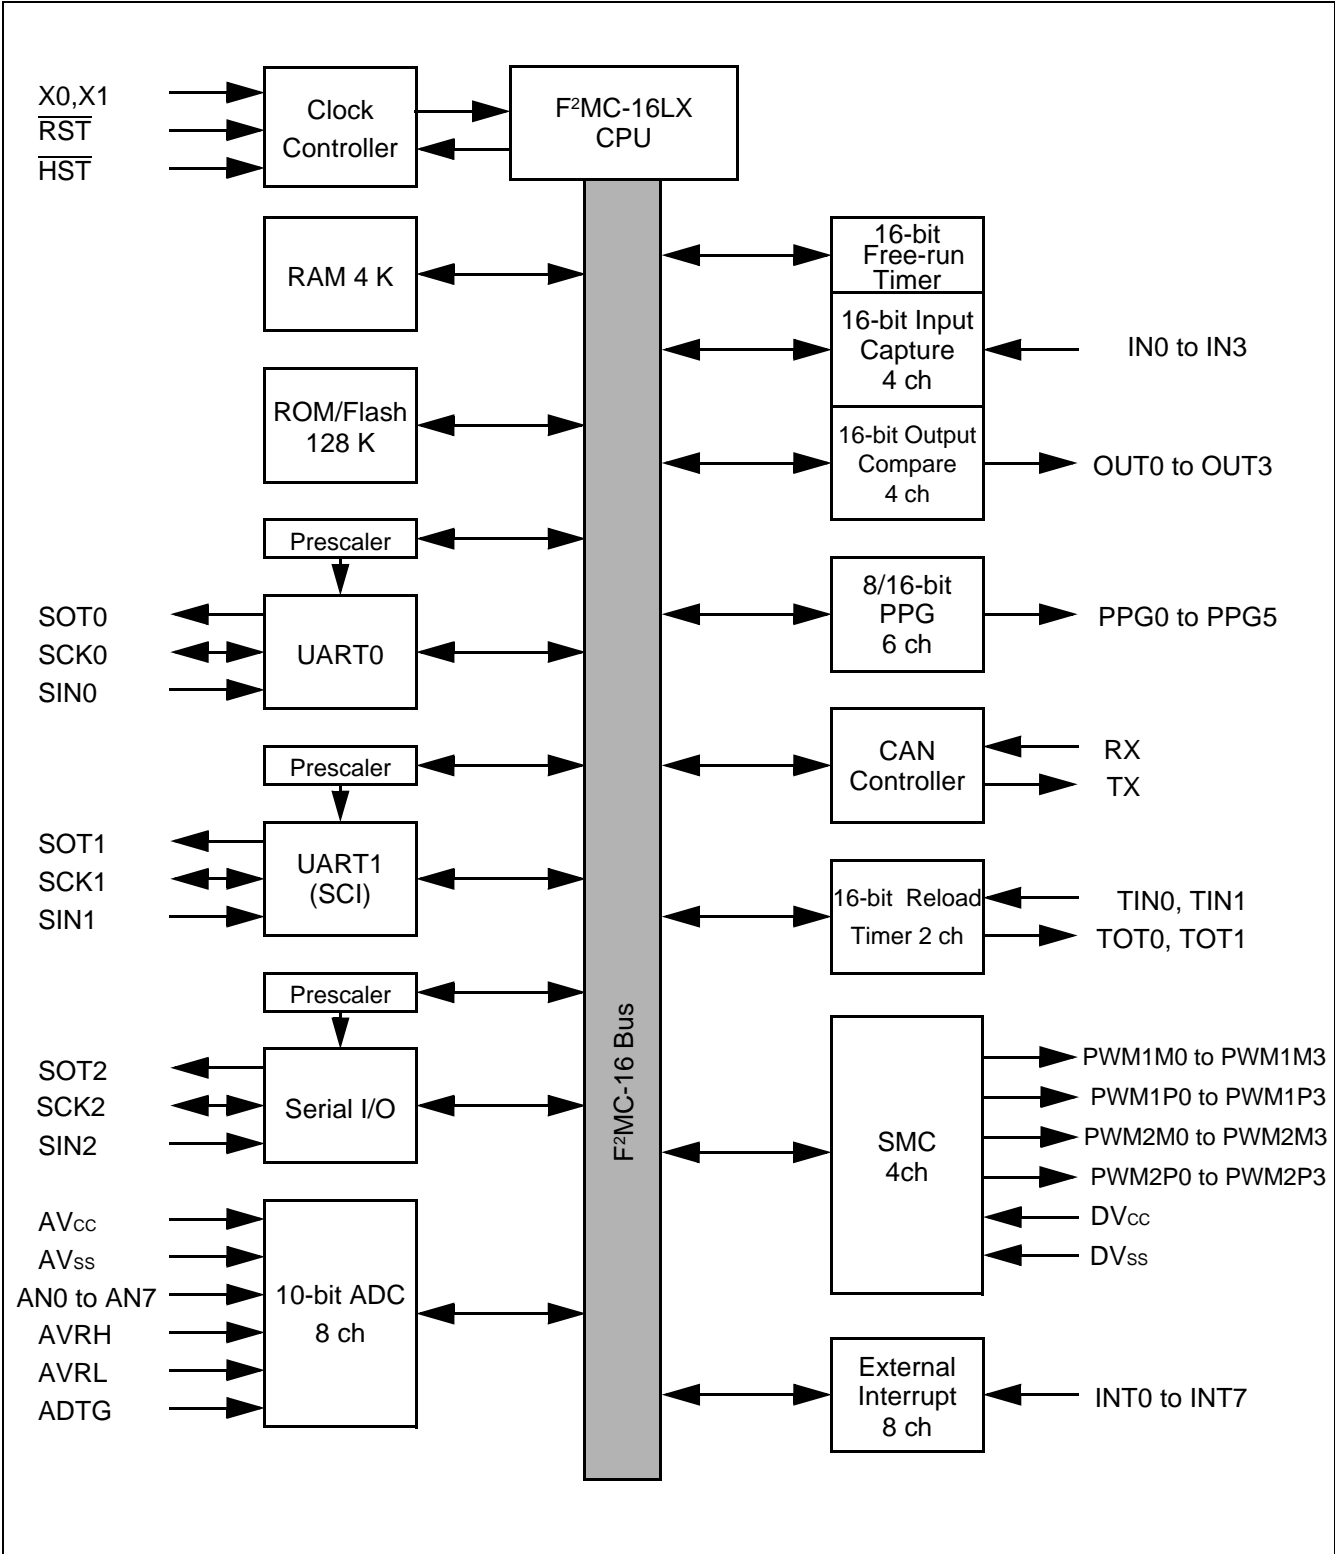 X0,X1
RST
HST
Clock
Controller
F²MC-16LX
CPU
RAM 4 K
ROM/Flash
128 K
Prescaler
SOT0
SCK0
SIN0
UART0
Prescaler
SOT1
SCK1
SIN1
UART1
(SCI)
Prescaler
SOT2
SCK2
SIN2
Serial I/O
AVCC
AVSS
AN0 to AN7
AVRH
AVRL
ADTG
10-bit ADC
8 ch
F²MC-16 Bus
16-bit
Free-run
Timer
16-bit Input
Capture
4 ch
IN0 to IN3
16-bit Output
Compare
4 ch
OUT0 to OUT3
8/16-bit
PPG
6 ch
PPG0 to PPG5
CAN
Controller
RX
TX
16-bit Reload
Timer 2 ch
TIN0, TIN1
TOT0, TOT1
SMC
4ch
PWM1M0 to PWM1M3
PWM1P0 to PWM1P3
PWM2M0 to PWM2M3
PWM2P0 to PWM2P3
DVCC
DVSS
External
Interrupt
8 ch
INT0 to INT7